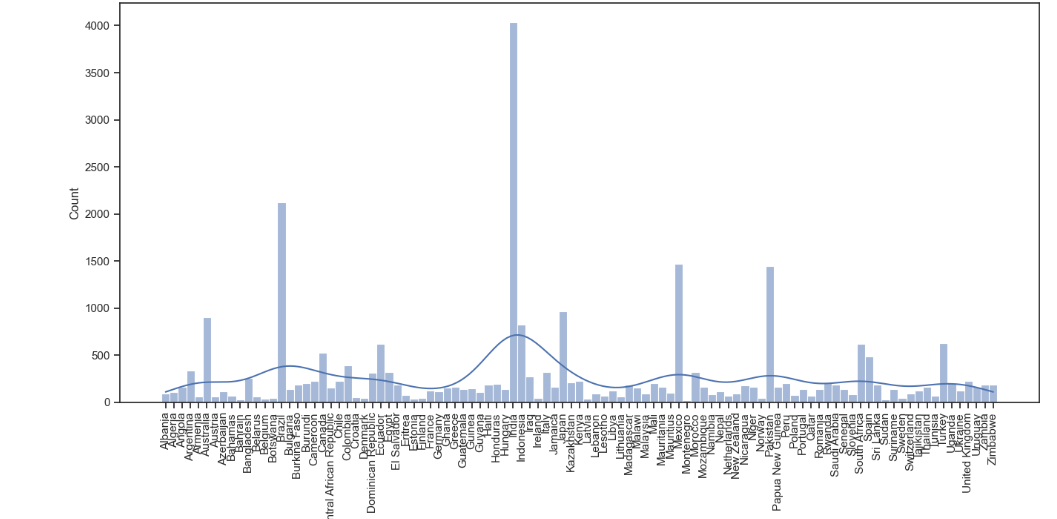 4000
3500
3000
2500
2000
1500
1000
500
0
Count
Albania
Algeria
Angola
Argentina
Armenia
Australia
Austria
Azerbaijan
Bahamas
Bahrain
Bangladesh
Belarus
Belgium
Botswana
Brazil
Bulgaria
Burkina Faso
Burundi
Cameroon
Canada
ntral African Republic
Chile
Colombia
Croatia
Denmark
Dominican Republic
Ecuador
Egypt
El Salvador
Eritrea
Estonia
Finland
France
Germany
Ghana
Greece
Guatemala
Guinea
Guyana
Haiti
Honduras
Hungary
India
Indonesia
Iraq
Ireland
Italy
Jamaica
Japan
Kazakhstan
Kenya
Latvia
Lebanon
Lesotho
Libya
Lithuania
Madagascar
Malawi
Malaysia
Mali
Mauritania
Mauritius
Mexico
Montenegro
Morocco
Mozambique
Namibia
Nepal
Netherlands
New Zealand
Nicaragua
Niger
Norway
Pakistan
Papua New Guinea
Peru
Poland
Portugal
Qatar
Romania
Rwanda
Saudi Arabia
Senegal
Slovenia
South Africa
Spain
Sri Lanka
Sudan
Suriname
Sweden
Switzerland
Tajikistan
Thailand
Tunisia
Turkey
Uganda
Ukraine
United Kingdom
Uruguay
Zambia
Zimbabwe